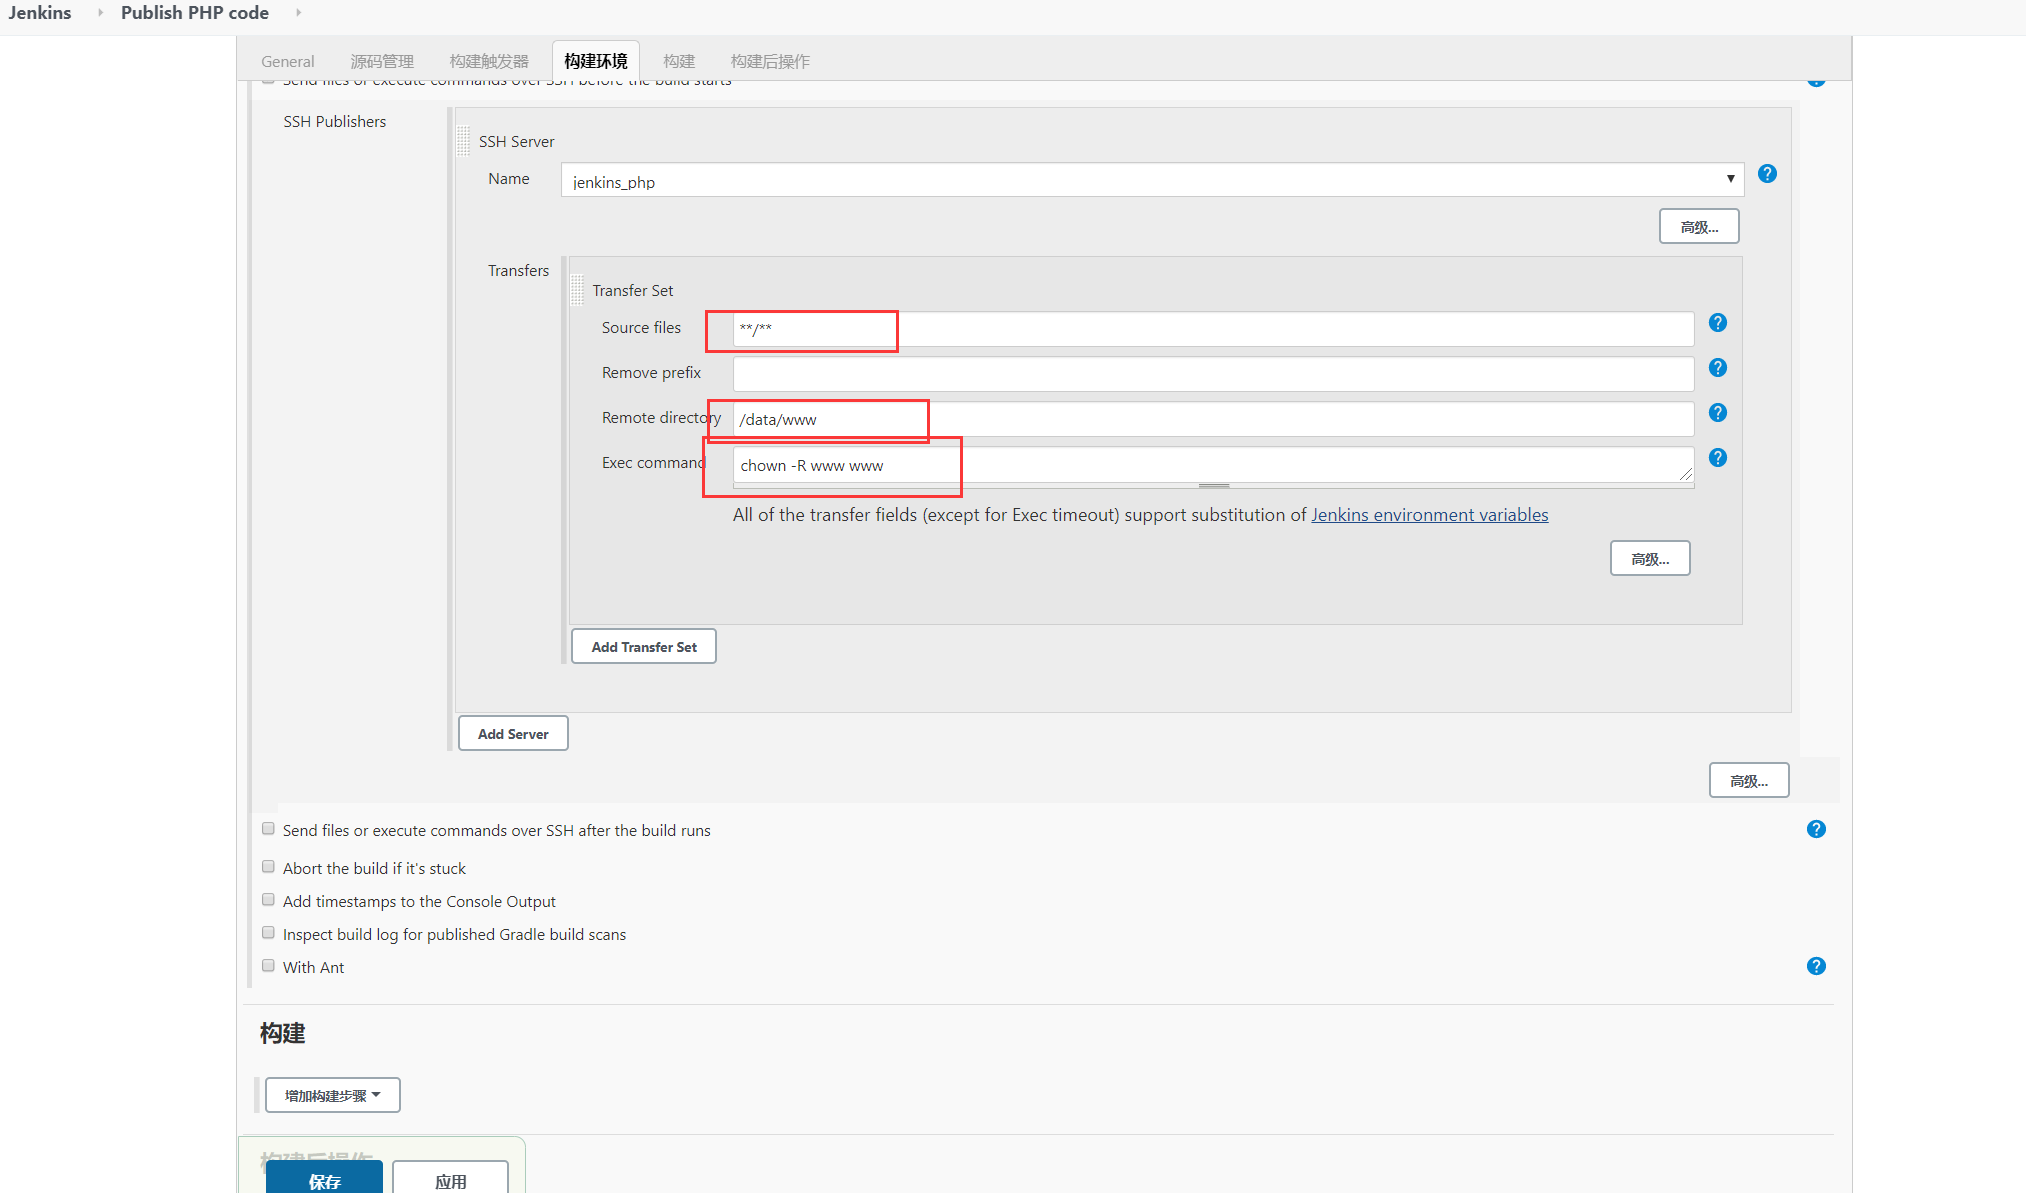 Jenkins Publish PHP code
General 源码管理 构建触发器 构建环境 构建 构建后操作
Send files or execute commands over SSH before the build starts
SSH Publishers
SSH Server
Name jenkins_php
高级...
Transfers
Transfer Set
Source files **/**
Remove prefix
Remote directory /data/www
Exec command chown -R www www
All of the transfer fields (except for Exec timeout) support substitution of Jenkins environment variables
高级...
Add Transfer Set
Add Server
高级...
Send files or execute commands over SSH after the build runs
Abort the build if it's stuck
Add timestamps to the Console Output
Inspect build log for published Gradle build scans
With Ant
构建
增加构建步骤
构建后操作
保存 应用